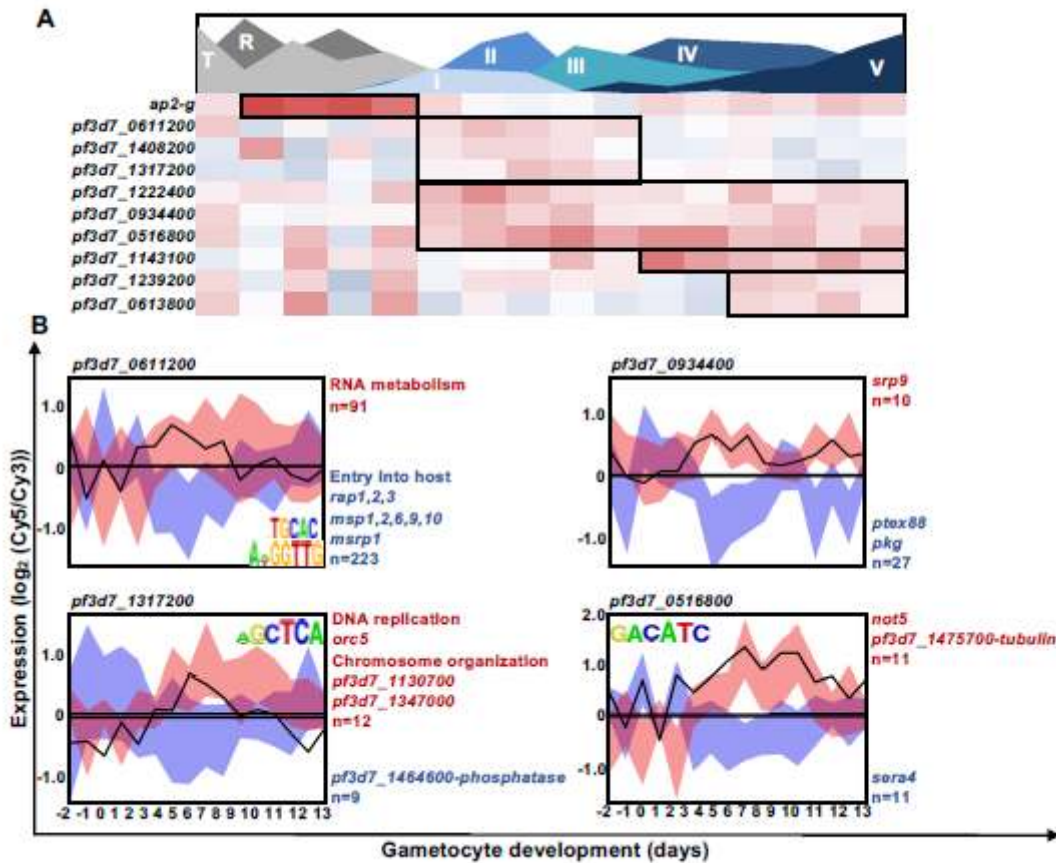 A
T
R
I
II
III
IV
V
ap2-g
pf3d7_0611200
pf3d7_1408200
pf3d7_1317200
pf3d7_1222400
pf3d7_0934400
pf3d7_0516800
pf3d7_1143100
pf3d7_1239200
pf3d7_0613800
B
Expression (log2 (Cy5/Cy3))
pf3d7_0611200
1.0
0
-1.0
RNA metabolism
n=91
Entry into host
rap1,2,3
msp1,2,6,9,10
msrp1
n=223
TGCAC
GGTTG
pf3d7_0934400
1.0
0
-1.0
srp9
n=10
ptex88
pkg
n=27
pf3d7_1317200
1.0
0
-1.0
GCTCA
DNA replication
orc5
Chromosome organization
pf3d7_1130700
pf3d7_1347000
n=12
pf3d7_1464600-phosphatase
n=9
-2 -1 0 1 2 3 4 5 6 7 8 9 10 11 12 13
pf3d7_0516800
2.0
1.0
0
-1.0
GACATC
not5
pf3d7_1475700-tubulin
n=11
sera4
n=11
-2 -1 0 1 2 3 4 5 6 7 8 9 10 11 12 13
Gametocyte development (days)